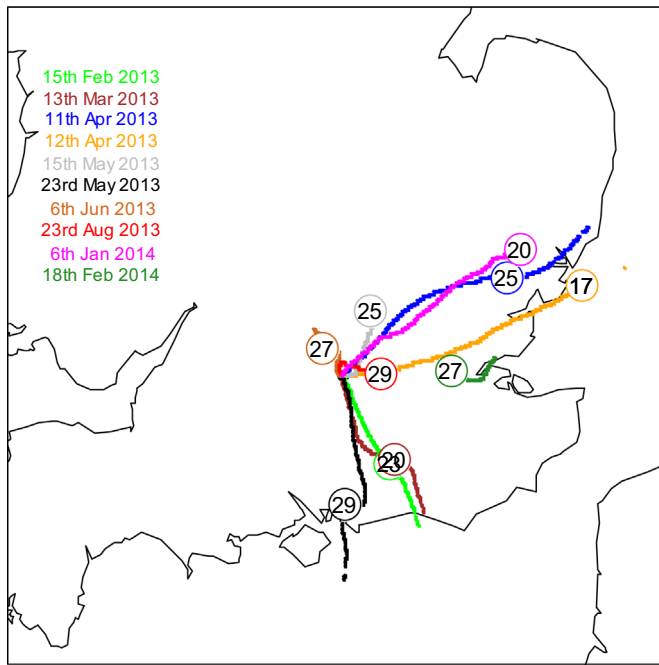 15th Feb 2013
13th Mar 2013
11th Apr 2013
12th Apr 2013
15th May 2013
23rd May 2013
6th Jun 2013
23rd Aug 2013
6th Jan 2014
18th Feb 2014
20
25
17
25
27
29
27
20
23
29